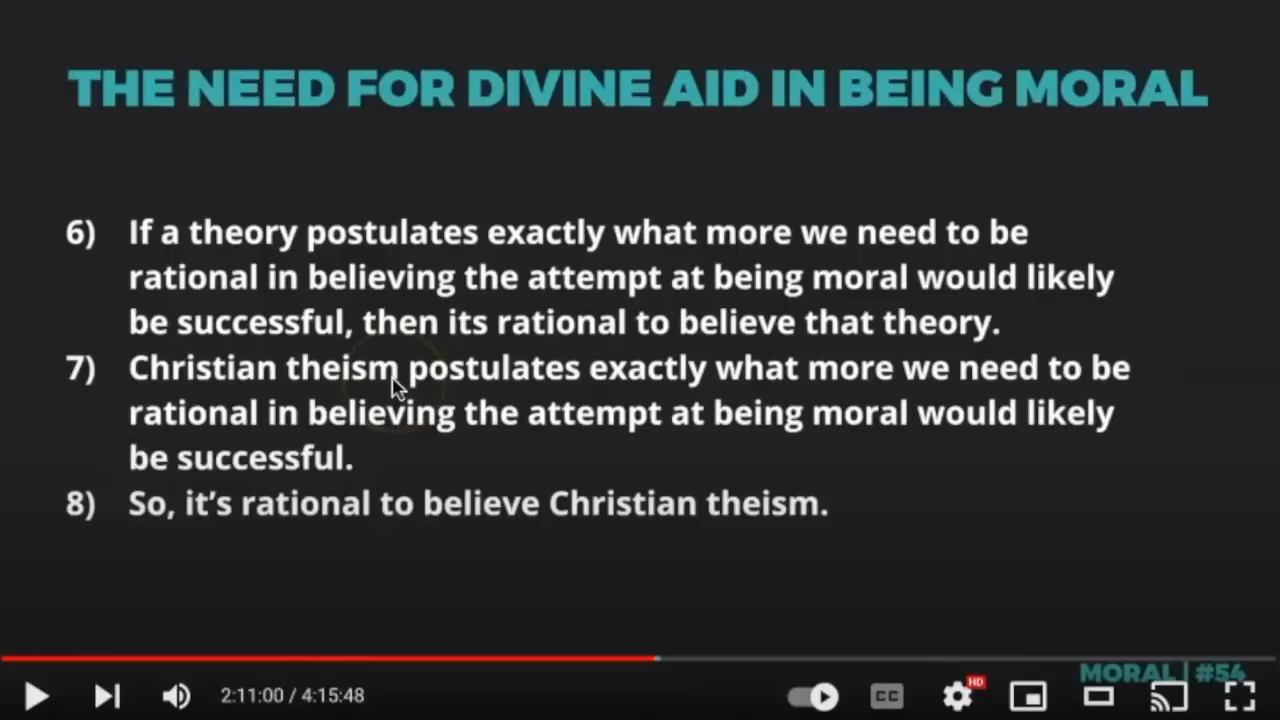 THE NEED FOR DIVINE AID IN BEING MORAL
6) If a theory postulates exactly what more we need to be
rational in believing the attempt at being moral would likely
be successful, then its rational to believe that theory.
7) Christian theism postulates exactly what more we need to be
rational in believing the attempt at being moral would likely
be successful.
8) So, it’s rational to believe Christian theism.
MORAL | #54
HD
2:11:00 / 4:15:48
CC